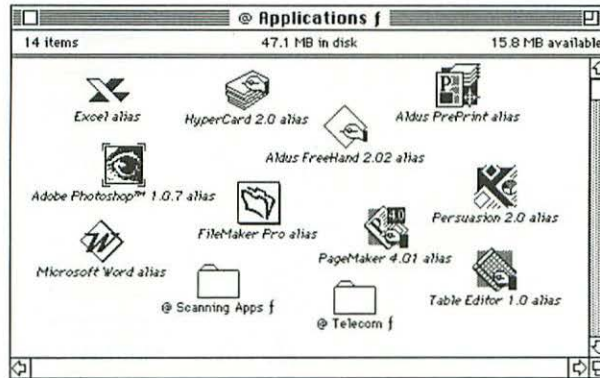 @ Applications ƒ
14 items 47.1 MB in disk 15.8 MB available
Excel alias
HyperCard 2.0 alias
Aldus PrePrint alias
Aldus FreeHand 2.02 alias
Adobe Photoshop™ 1.0.7 alias
Persuasion 2.0 alias
FileMaker Pro alias
4.0
PageMaker 4.01 alias
Microsoft Word alias
Table Editor 1.0 alias
@ Scanning Apps ƒ
@ Telecom ƒ